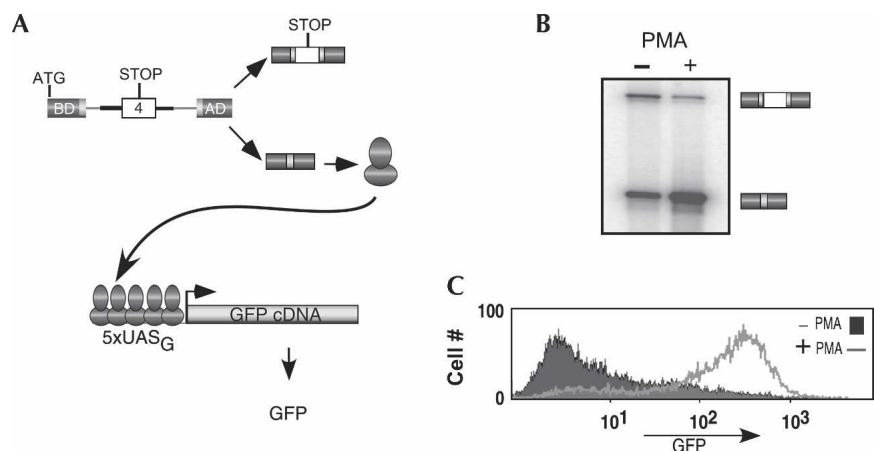 A
STOP
ATG
STOP
BD
4
AD
GFP cDNA
5xUASG
GFP
B
PMA
– +
C
100
Cell #
0
– PMA
+ PMA
10¹ 10² 10³
GFP